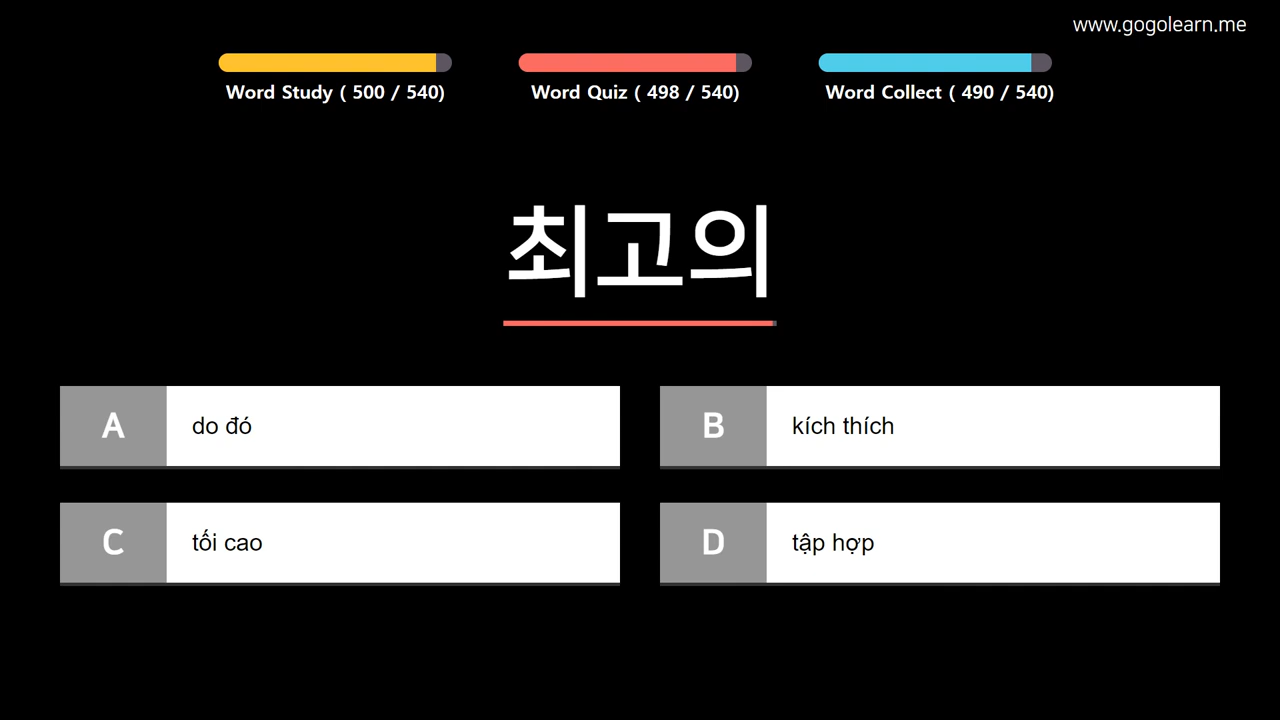 www.gogolearn.me
Word Study ( 500 / 540)
Word Quiz ( 498 / 540)
Word Collect ( 490 / 540)
최고의
A do đó
B kích thích
C tối cao
D tập hợp